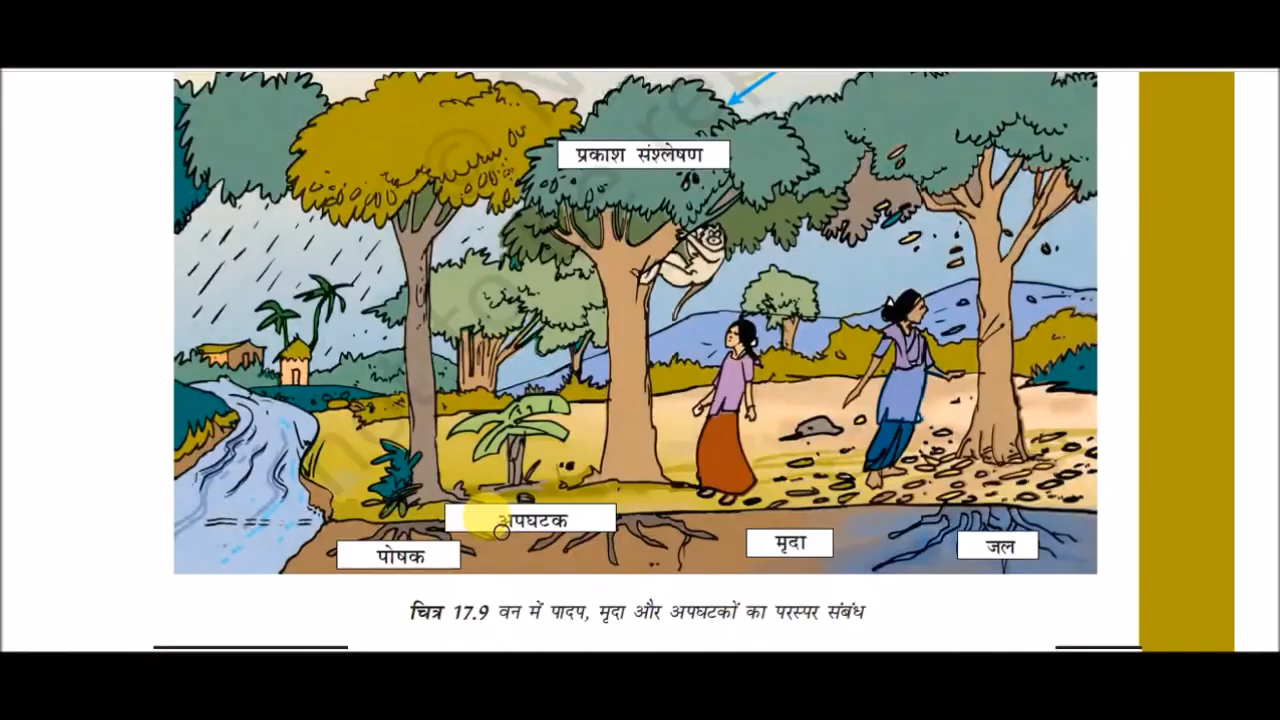 प्रकाश संश्लेषण
अपघटक
पोषक
मृदा
जल
चित्र 17.9 वन में पादप, मृदा और अपघटकों का परस्पर संबंध